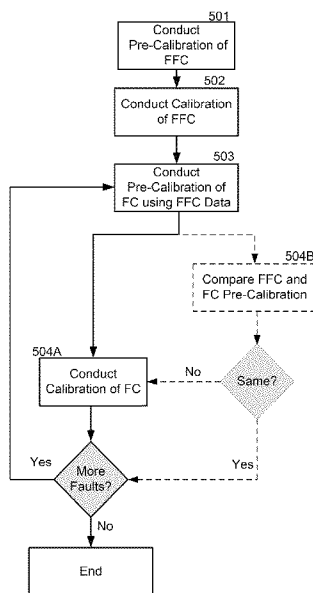 501
Conduct
Pre-Calibration of
FFC
502
Conduct Calibration
of FFC
503
Conduct
Pre-Calibration of
FC using FFC Data
504B
Compare FFC and
FC Pre-Calibration
504A
Conduct
Calibration of FC
No
Same?
Yes
More
Faults?
Yes
No
End